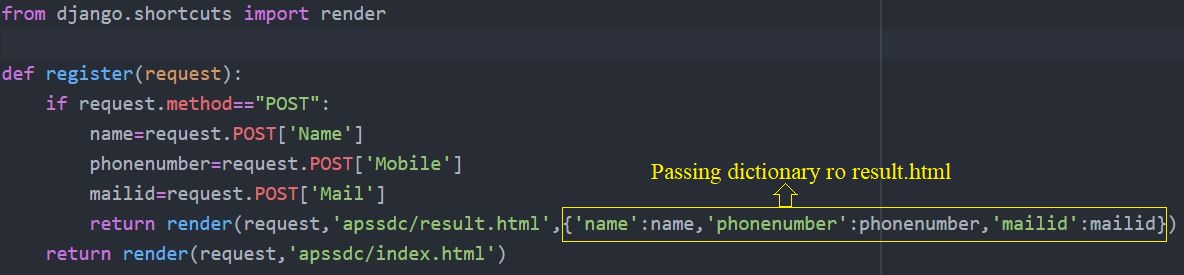 from django.shortcuts import render
def register(request):
    if request.method=="POST":
        name=request.POST['Name']
        phonenumber=request.POST['Mobile']
        mailid=request.POST['Mail']
Passing dictionary ro result.html
        return render(request,'apssdc/result.html',{'name':name,'phonenumber':phonenumber,'mailid':mailid})
    return render(request,'apssdc/index.html')